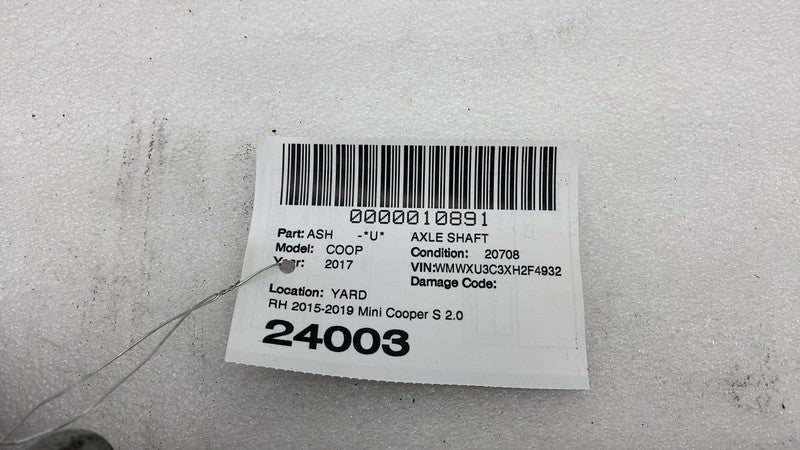 0000010891
Part: ASH -*U* AXLE SHAFT
Model: COOP Condition: 20708
Year: 2017 VIN:WMWXU3C3XH2F4932
Damage Code:
Location: YARD
RH 2015-2019 Mini Cooper S 2.0
24003